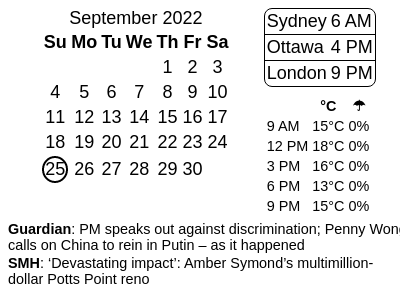 September 2022
Su Mo Tu We Th Fr Sa
1 2 3
4 5 6 7 8 9 10
11 12 13 14 15 16 17
18 19 20 21 22 23 24
25 26 27 28 29 30
Sydney 6 AM
Ottawa 4 PM
London 9 PM
°C ☂
9 AM 15°C 0%
12 PM 18°C 0%
3 PM 16°C 0%
6 PM 13°C 0%
9 PM 15°C 0%
Guardian: PM speaks out against discrimination; Penny Wong
calls on China to rein in Putin – as it happened
SMH: ‘Devastating impact’: Amber Symond’s multimillion-
dollar Potts Point reno